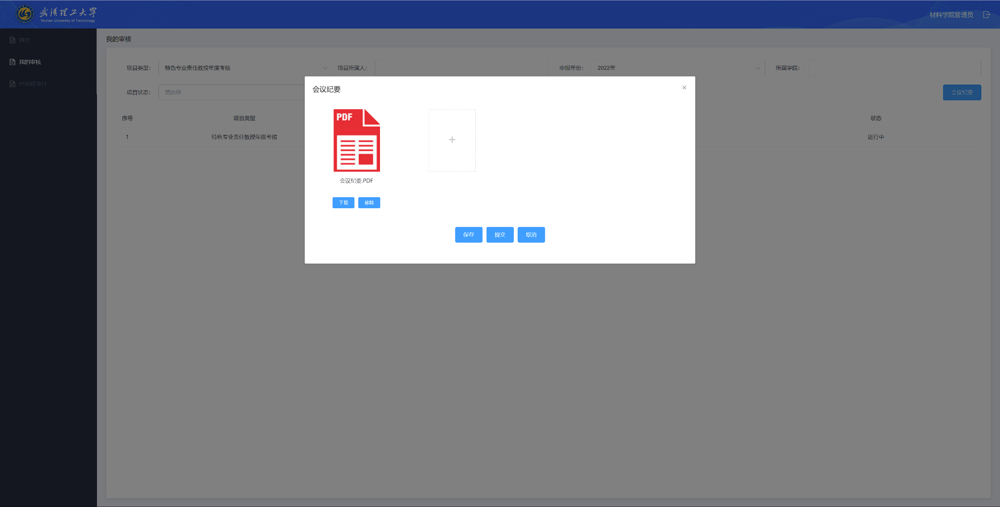 武汉理工大学
Wuhan University of Technology
材料学院管理员
首页
我的审核
已审核项目
我的审核
项目类型: 特色专业责任教授年度考核 项目所属人: 申报年份: 2022年 所属学院:
项目状态: 请选择 会议纪要
序号 项目类型 状态
1 特色专业责任教授年度考核 进行中
会议纪要
PDF
会议纪要.PDF
下载 移除
保存 提交 取消